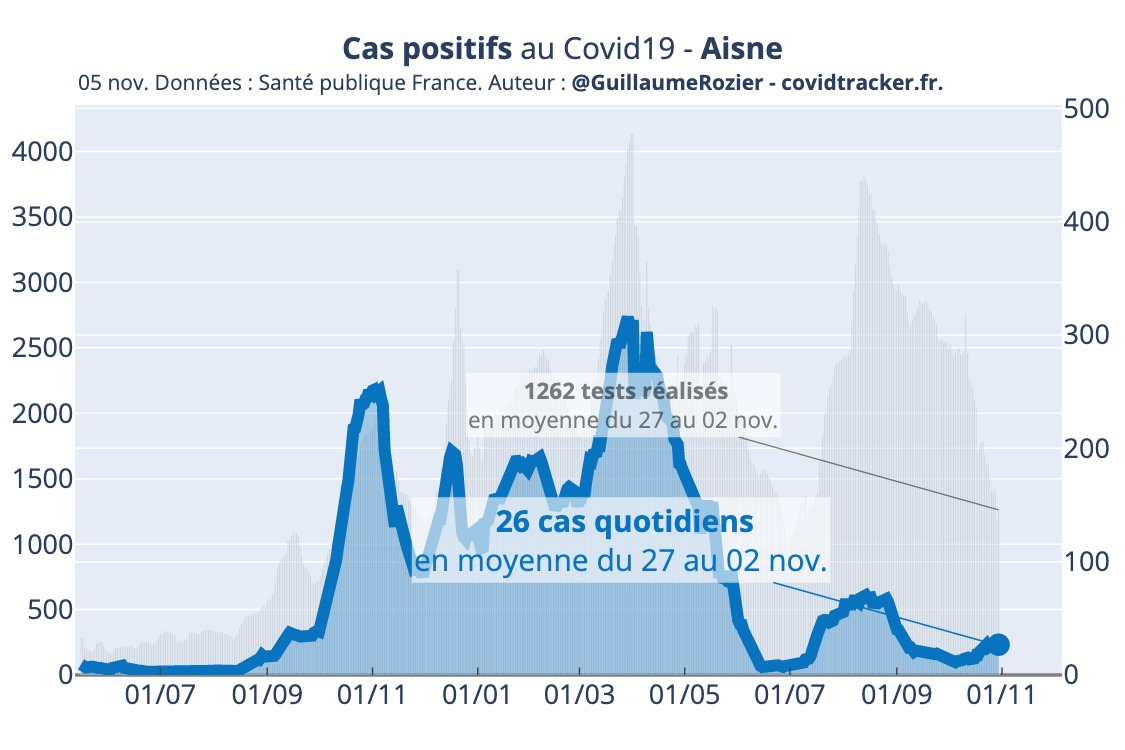 Cas positifs au Covid19 - Aisne
05 nov. Données : Santé publique France. Auteur : @GuillaumeRozier - covidtracker.fr.
500
4000
3500
400
3000
2500
300
1262 tests réalisés
en moyenne du 27 au 02 nov.
2000
200
1500
26 cas quotidiens
en moyenne du 27 au 02 nov.
1000
100
500
0
0
01/07 01/09 01/11 01/01 01/03 01/05 01/07 01/09 01/11